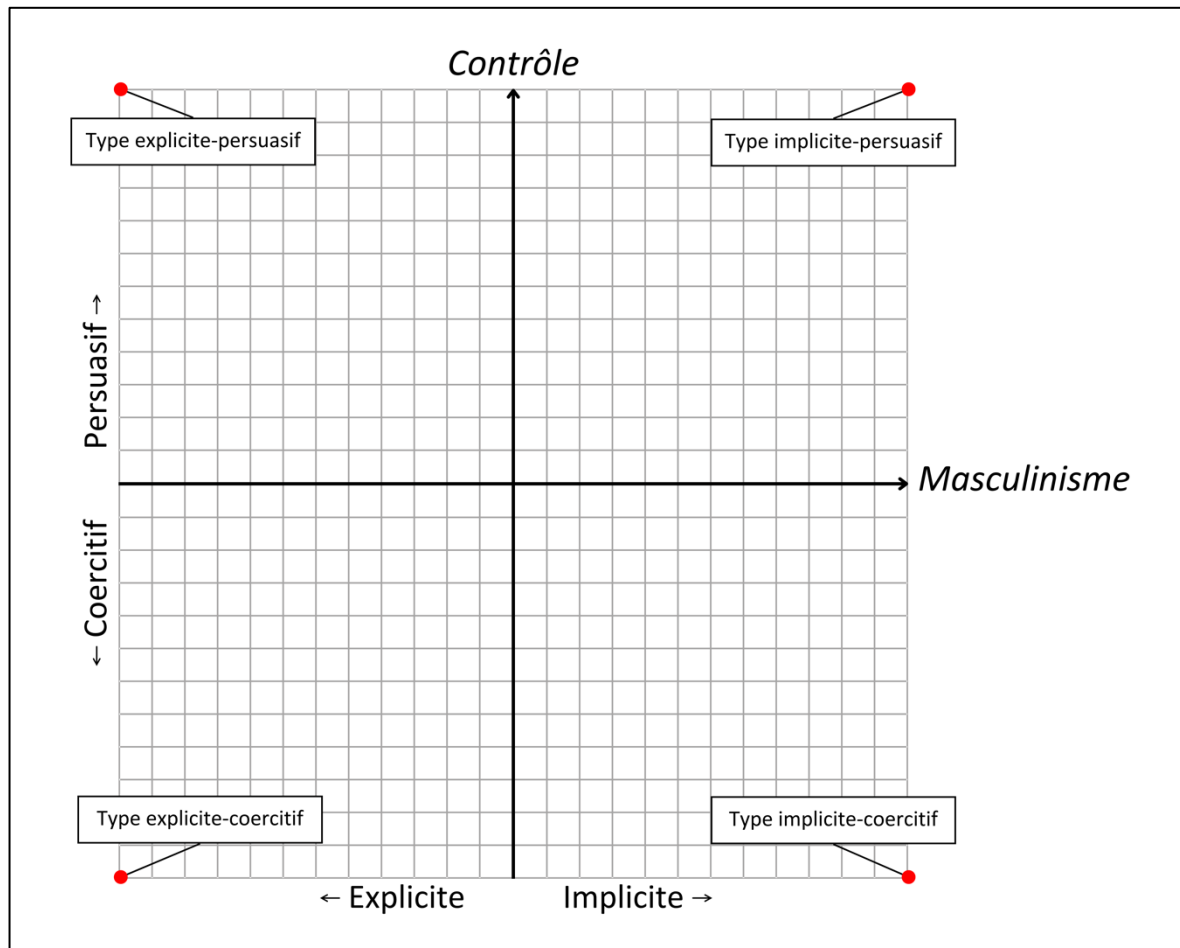 Contrôle
Type explicite-persuasif
Type implicite-persuasif
Persuasif →
Masculinisme
← Coercitif
Type explicite-coercitif
Type implicite-coercitif
← Explicite
Implicite →